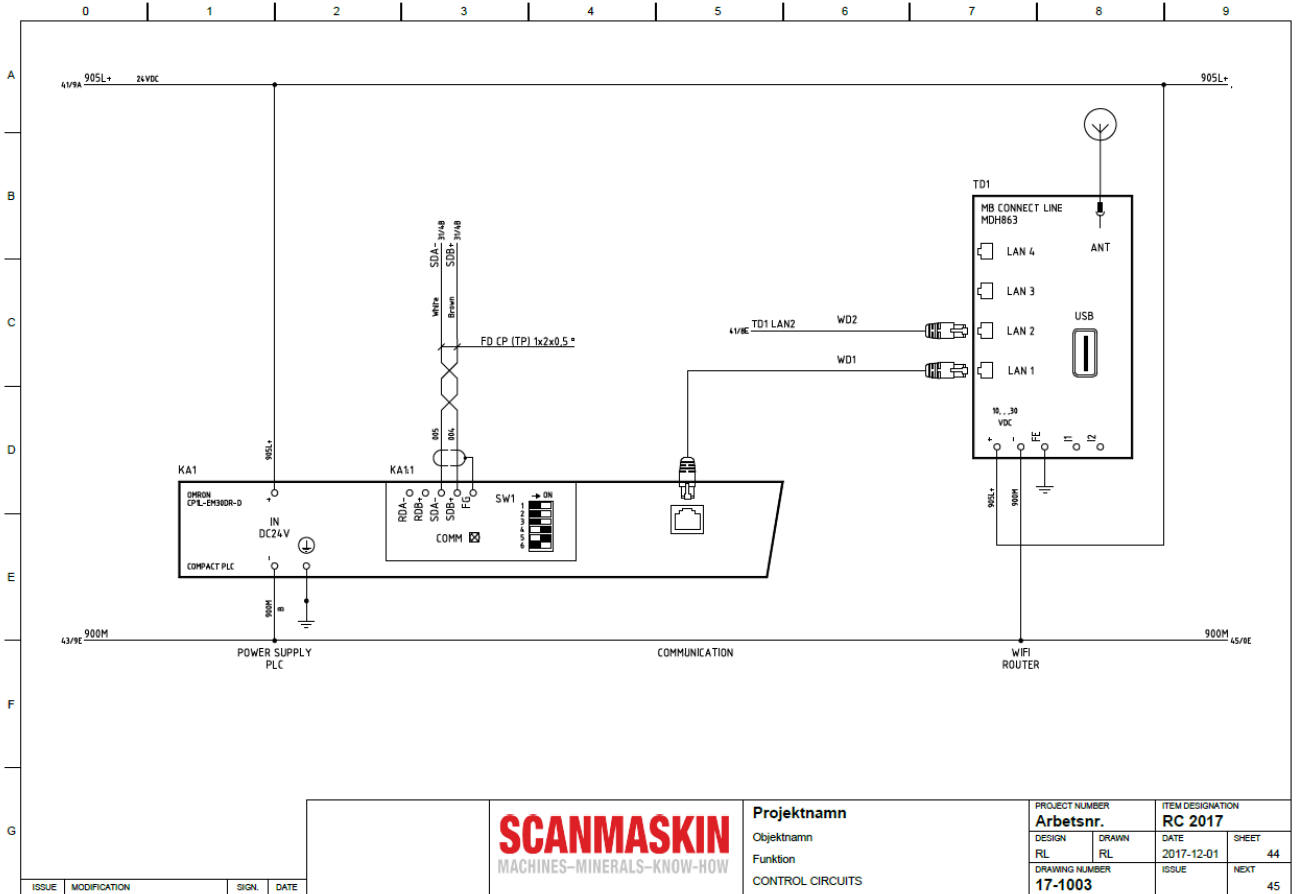 0 1 2 3 4 5 6 7 8 9
A
B
C
D
E
F
G
41/9A 905L+ 24VDC
905L+
TD1
MB CONNECT LINE
MDH863
ANT
LAN 4
LAN 3
LAN 2
LAN 1
USB
10...30
VDC
+ - FE I1 I2
905L+ 900M
SDA- 31/4B
SDB+ 31/4B
White Brown
FD CP (TP) 1x2x0,5 ²
005 004
41/8E TD1 LAN2 WD2
WD1
905L+
KA1
OMRON
CP1L-EM30DR-D
+
IN
DC24V
-
COMPACT PLC
KA1.1
RDA- RDB+ SDA- SDB+ FG
SW1 → ON
1
2
3
4
5
6
COMM
900M
43/9E 900M
900M 45/0E
POWER SUPPLY
PLC
COMMUNICATION
WIFI
ROUTER
SCANMASKIN
MACHINES–MINERALS–KNOW-HOW
Projektnamn
Objektnamn
Funktion
CONTROL CIRCUITS
PROJECT NUMBER
Arbetsnr.
ITEM DESIGNATION
RC 2017
DESIGN
RL
DRAWN
RL
DATE
2017-12-01
SHEET
44
DRAWING NUMBER
17-1003
ISSUE
NEXT
45
ISSUE MODIFICATION SIGN. DATE